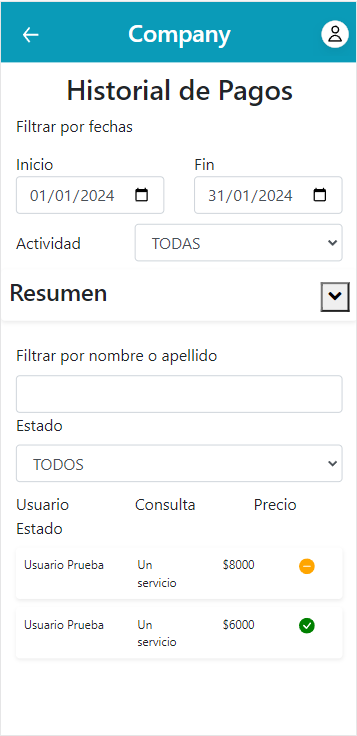 Company
Historial de Pagos
Filtrar por fechas
Inicio Fin
01/01/2024 31/01/2024
Actividad TODAS
Resumen
Filtrar por nombre o apellido
Estado
TODOS
Usuario Consulta Precio
Estado
Usuario Prueba Un $8000
servicio
Usuario Prueba Un $6000
servicio